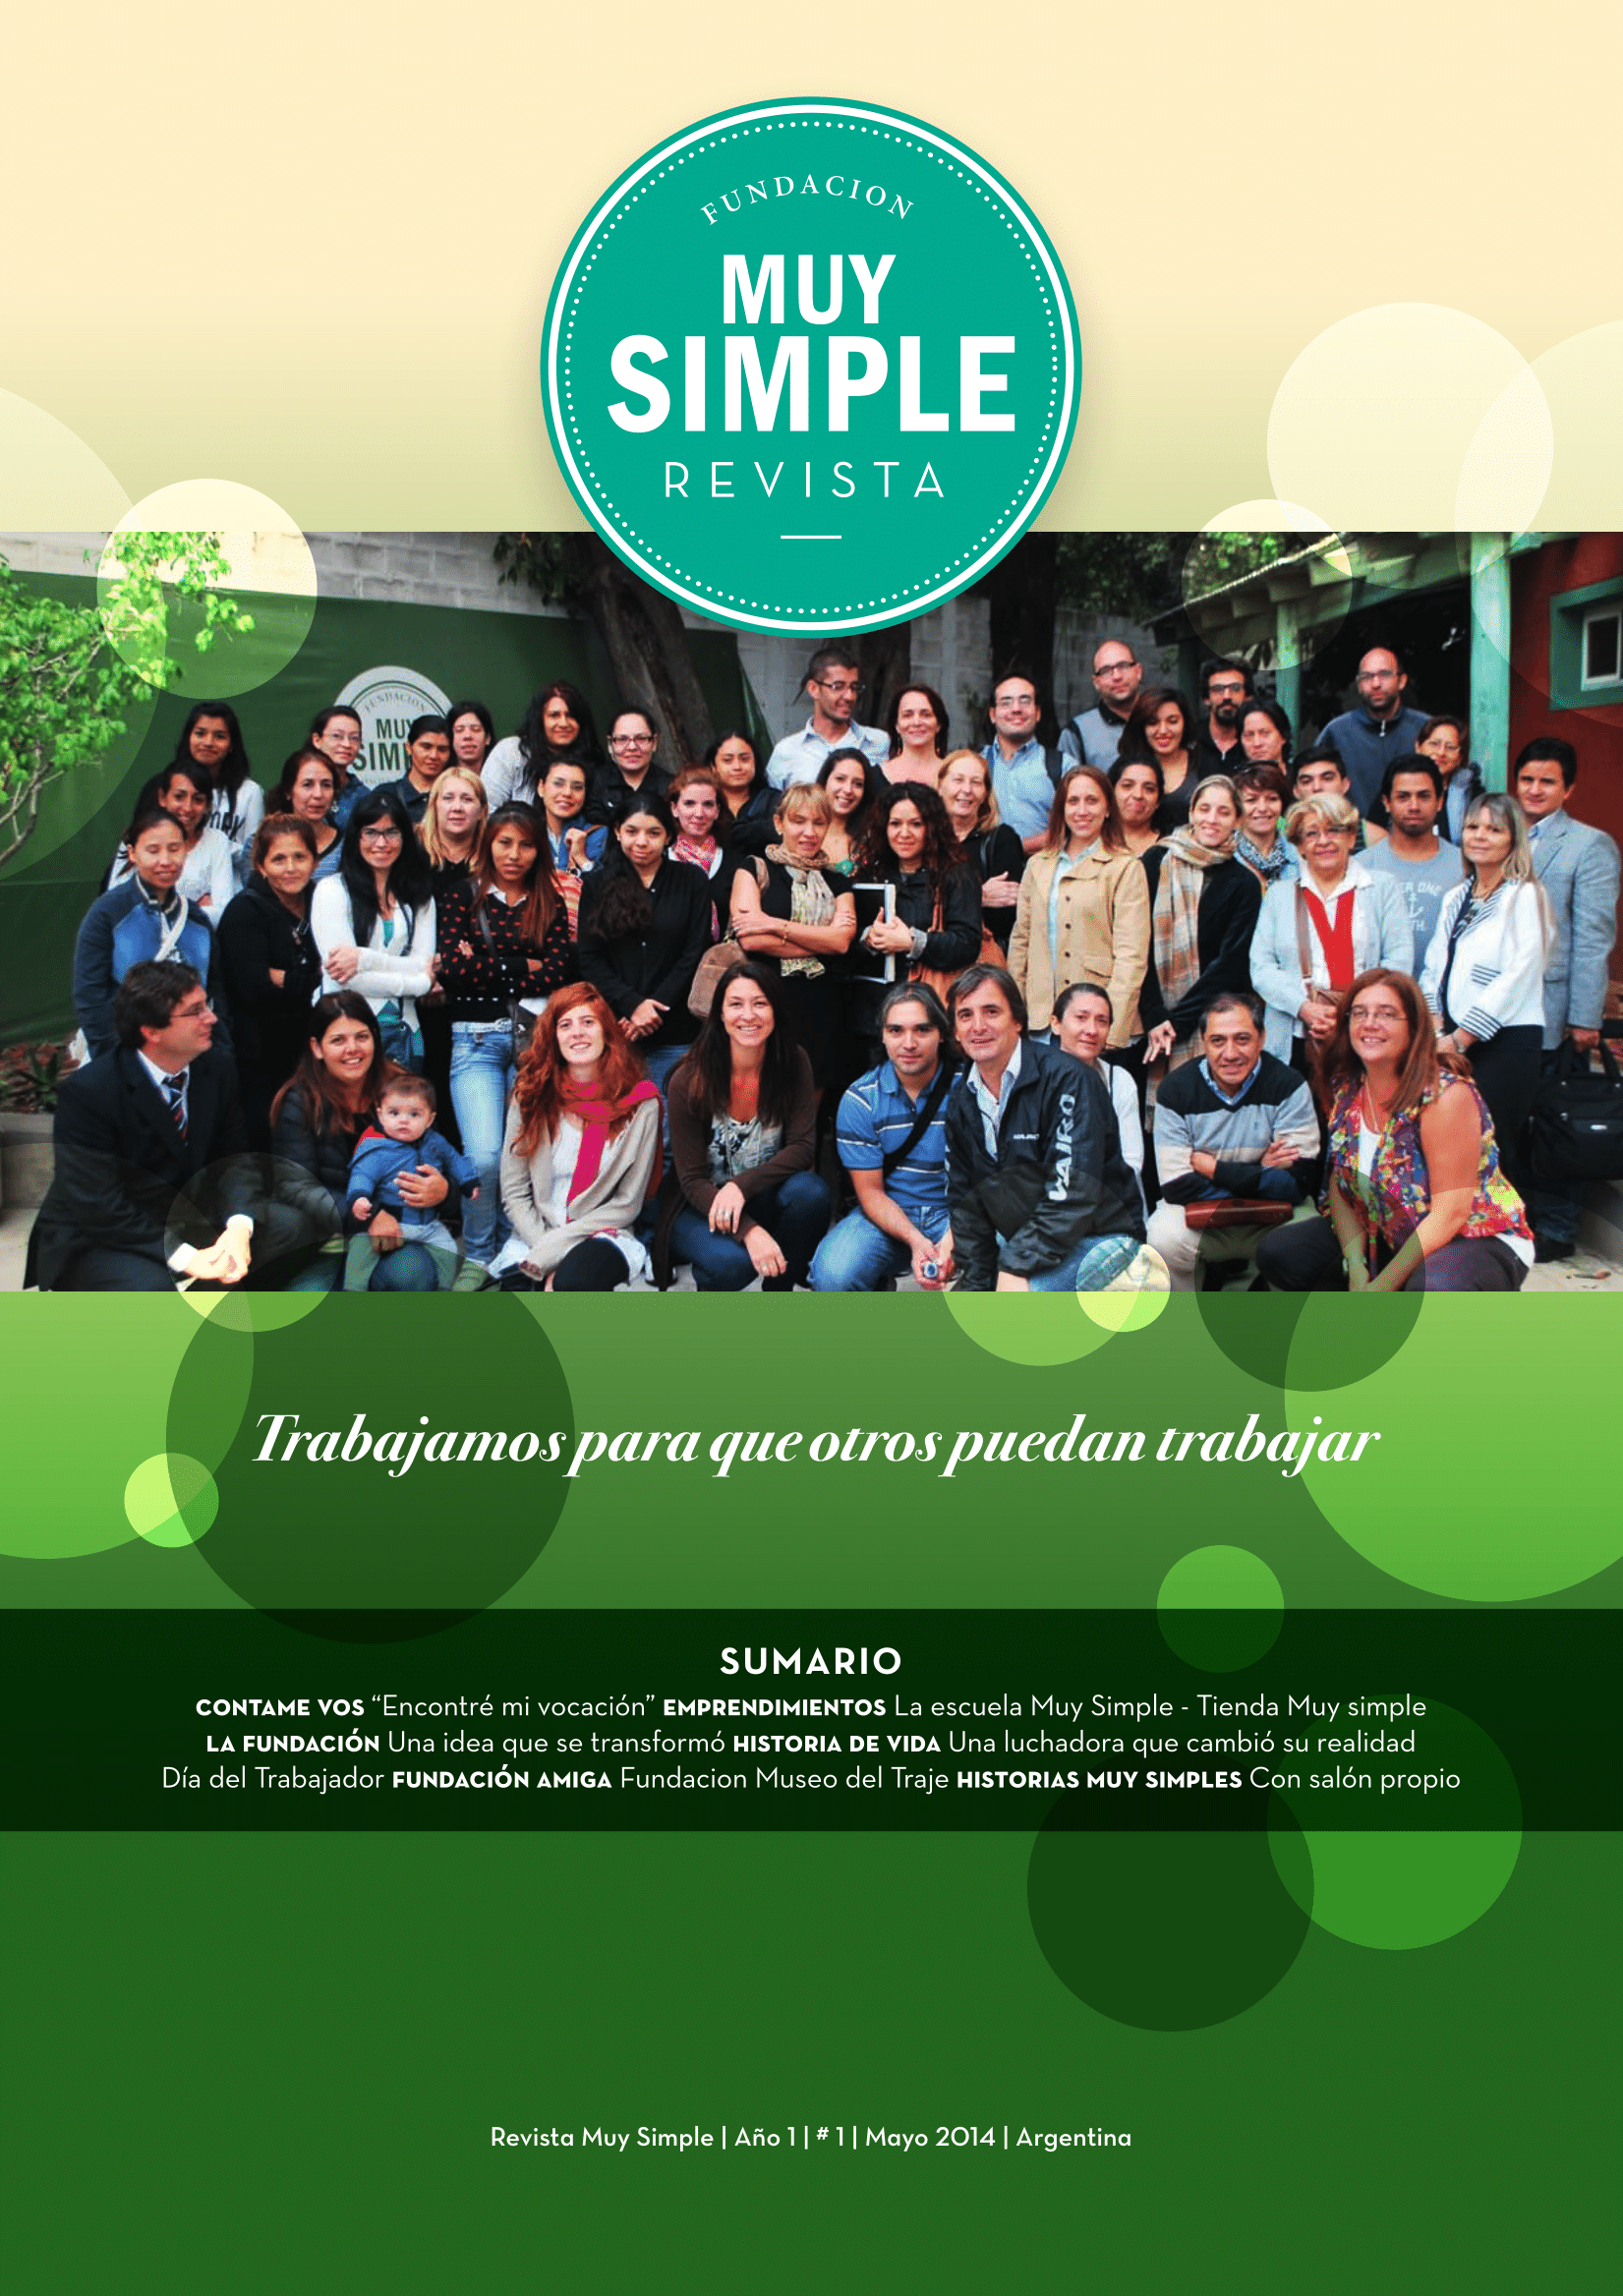 FUNDACION
MUY
SIMPLE
REVISTA
FUNDACION
MUY
WAIRO
Trabajamos para que otros puedan trabajar
SUMARIO
CONTAME VOS “Encontré mi vocación” EMPRENDIMIENTOS La escuela Muy Simple - Tienda Muy simple
LA FUNDACIÓN Una idea que se transformó HISTORIA DE VIDA Una luchadora que cambió su realidad
Día del Trabajador FUNDACIÓN AMIGA Fundacion Museo del Traje HISTORIAS MUY SIMPLES Con salón propio
Revista Muy Simple | Año 1 | # 1 | Mayo 2014 | Argentina